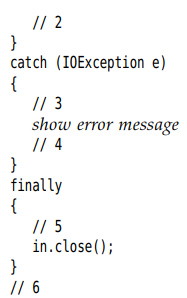 // 2
}
catch (IOException e)
{
// 3
show error message
// 4
}
finally
{
// 5
in.close();
}
// 6